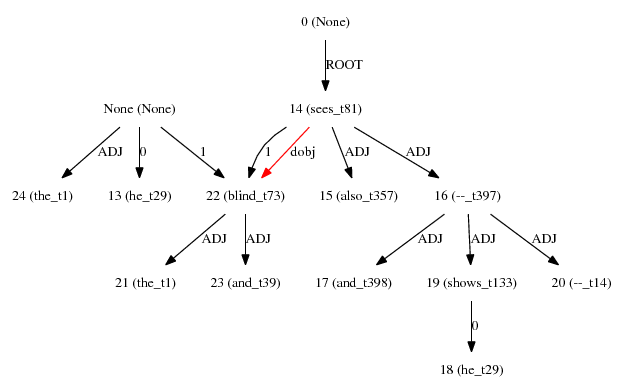 0 (None)
ROOT
None (None)
14 (sees_t81)
ADJ
0
1
1
dobj
ADJ
ADJ
24 (the_t1)
13 (he_t29)
22 (blind_t73)
15 (also_t357)
16 (--_t397)
ADJ
ADJ
ADJ
ADJ
ADJ
21 (the_t1)
23 (and_t39)
17 (and_t398)
19 (shows_t133)
20 (--_t14)
0
18 (he_t29)